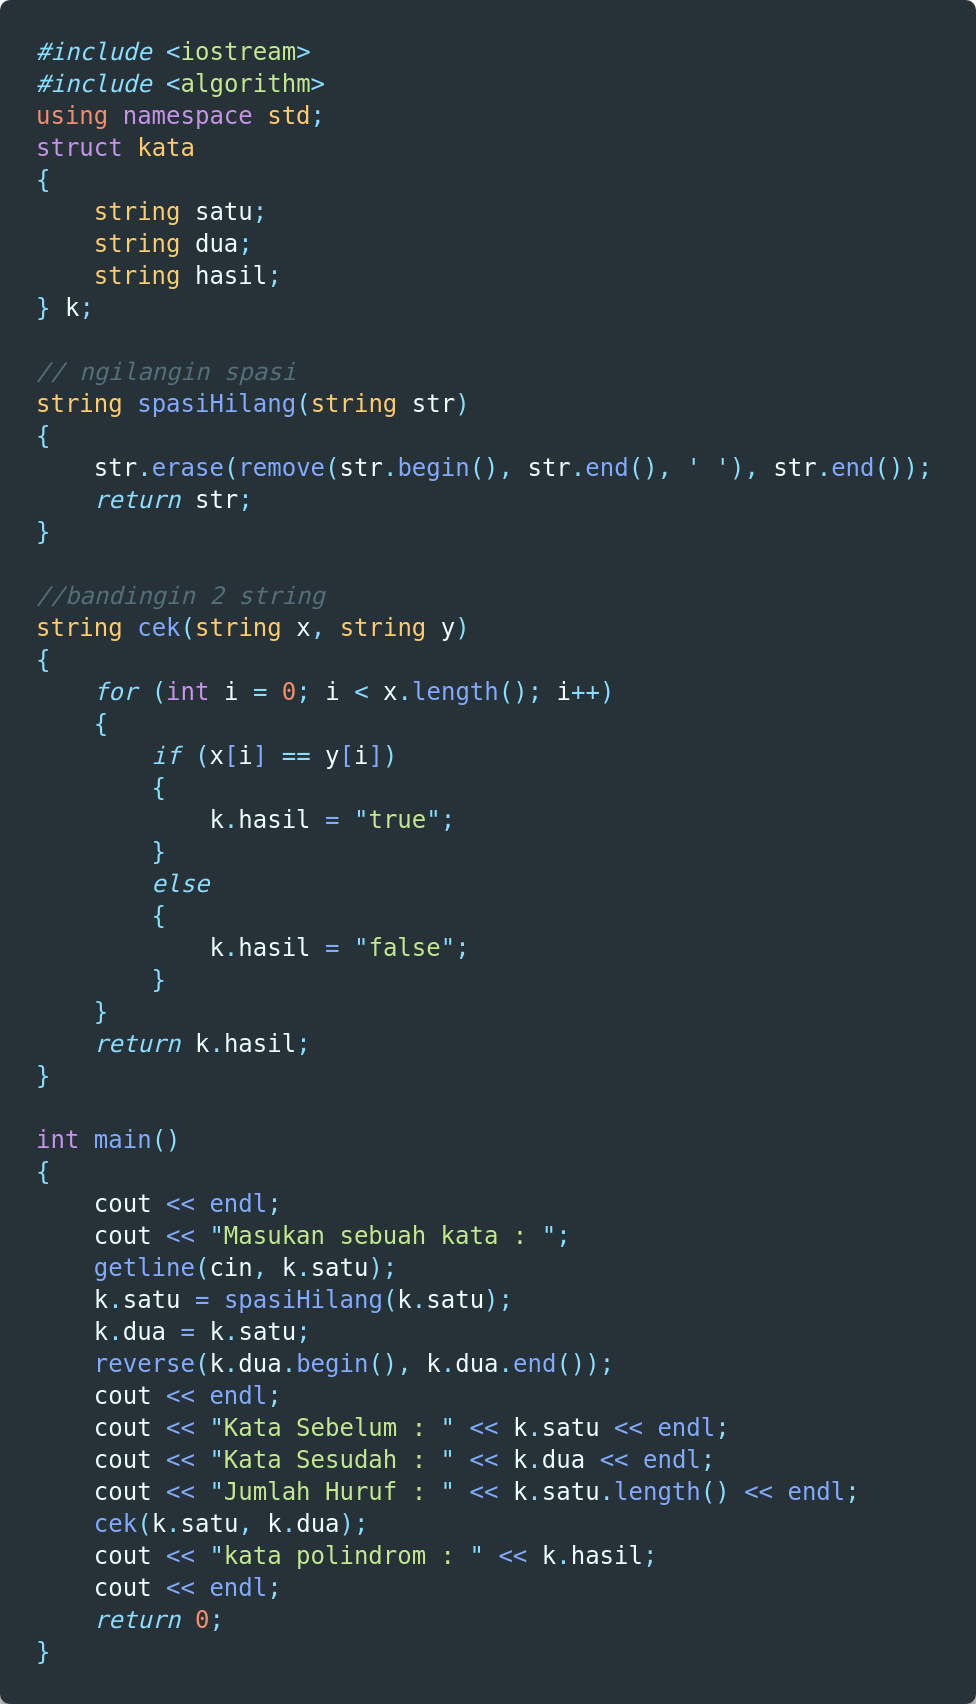 #include <iostream>
#include <algorithm>
using namespace std;
struct kata
{
    string satu;
    string dua;
    string hasil;
} k;

// ngilangin spasi
string spasiHilang(string str)
{
    str.erase(remove(str.begin(), str.end(), ' '), str.end());
    return str;
}

//bandingin 2 string
string cek(string x, string y)
{
    for (int i = 0; i < x.length(); i++)
    {
        if (x[i] == y[i])
        {
            k.hasil = "true";
        }
        else
        {
            k.hasil = "false";
        }
    }
    return k.hasil;
}

int main()
{
    cout << endl;
    cout << "Masukan sebuah kata : ";
    getline(cin, k.satu);
    k.satu = spasiHilang(k.satu);
    k.dua = k.satu;
    reverse(k.dua.begin(), k.dua.end());
    cout << endl;
    cout << "Kata Sebelum : " << k.satu << endl;
    cout << "Kata Sesudah : " << k.dua << endl;
    cout << "Jumlah Huruf : " << k.satu.length() << endl;
    cek(k.satu, k.dua);
    cout << "kata polindrom : " << k.hasil;
    cout << endl;
    return 0;
}